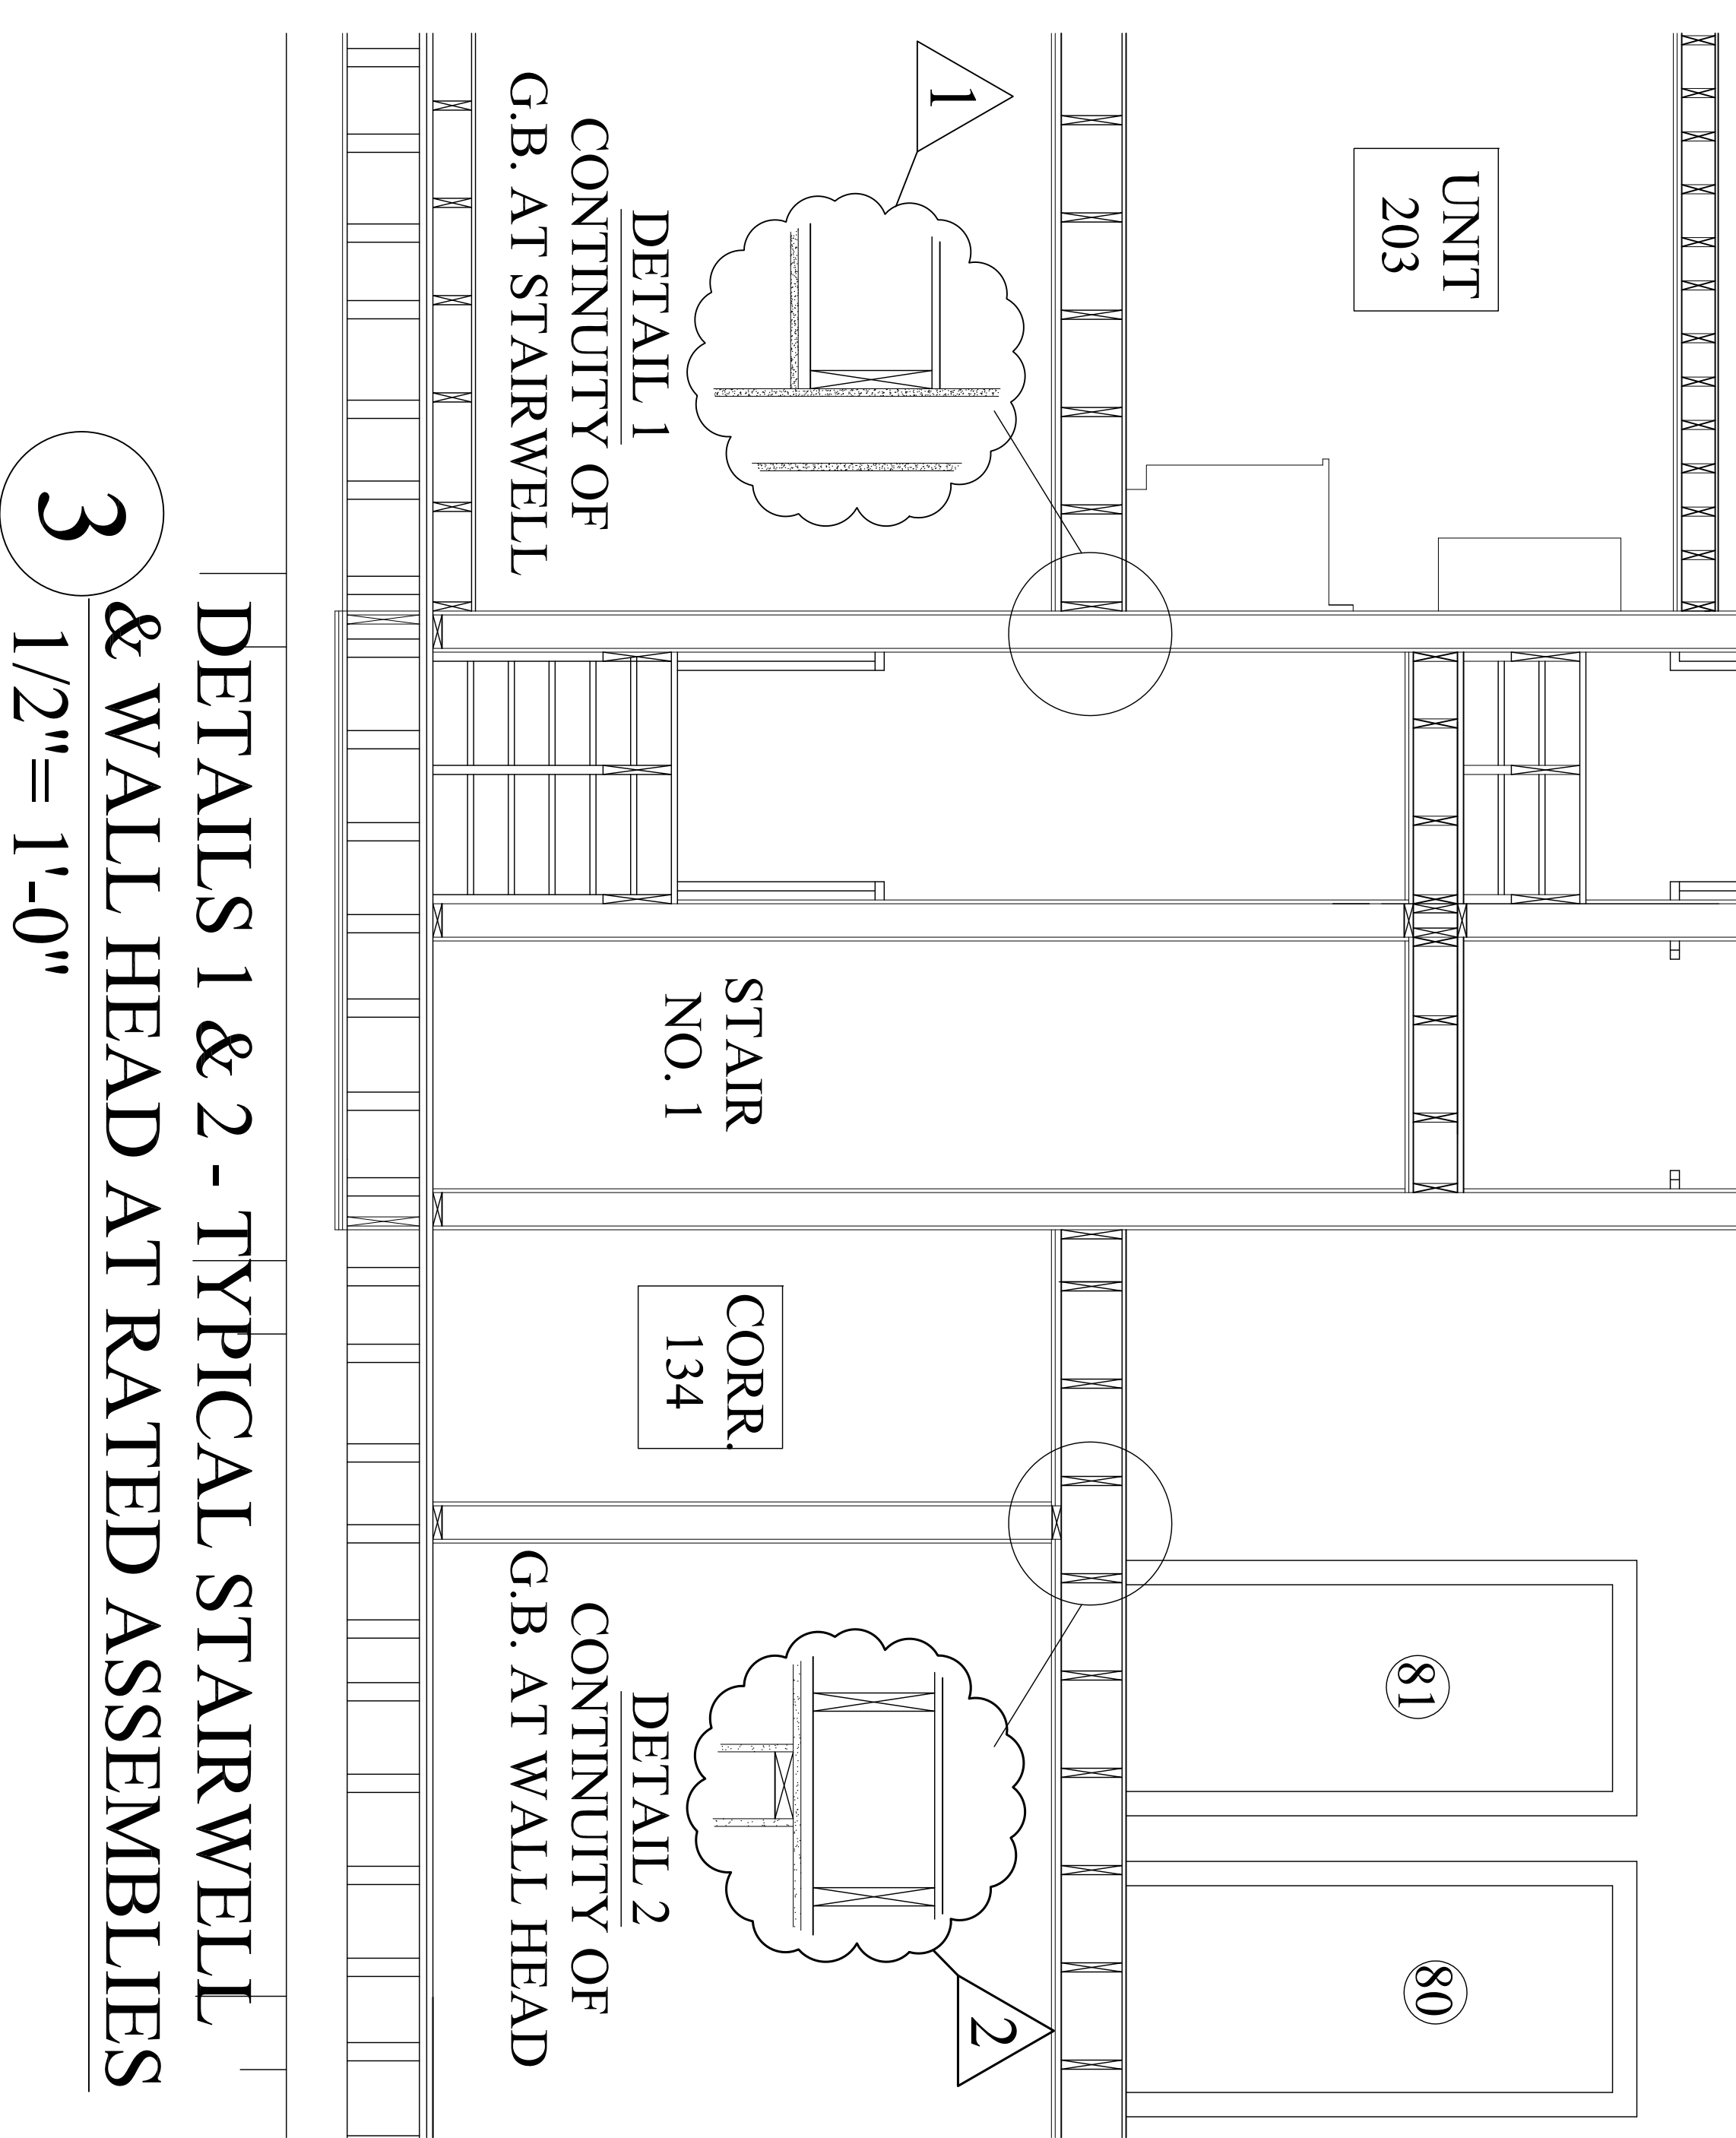 UNIT
203
81
80
1
2
STAIR
NO. 1
CORR.
134
DETAIL 1
CONTINUITY OF
G.B. AT STAIRWELL
DETAIL 2
CONTINUITY OF
G.B. AT WALL HEAD
3
DETAILS 1 & 2 - TYPICAL STAIRWELL
& WALL HEAD AT RATED ASSEMBLIES
1/2"= 1'-0"